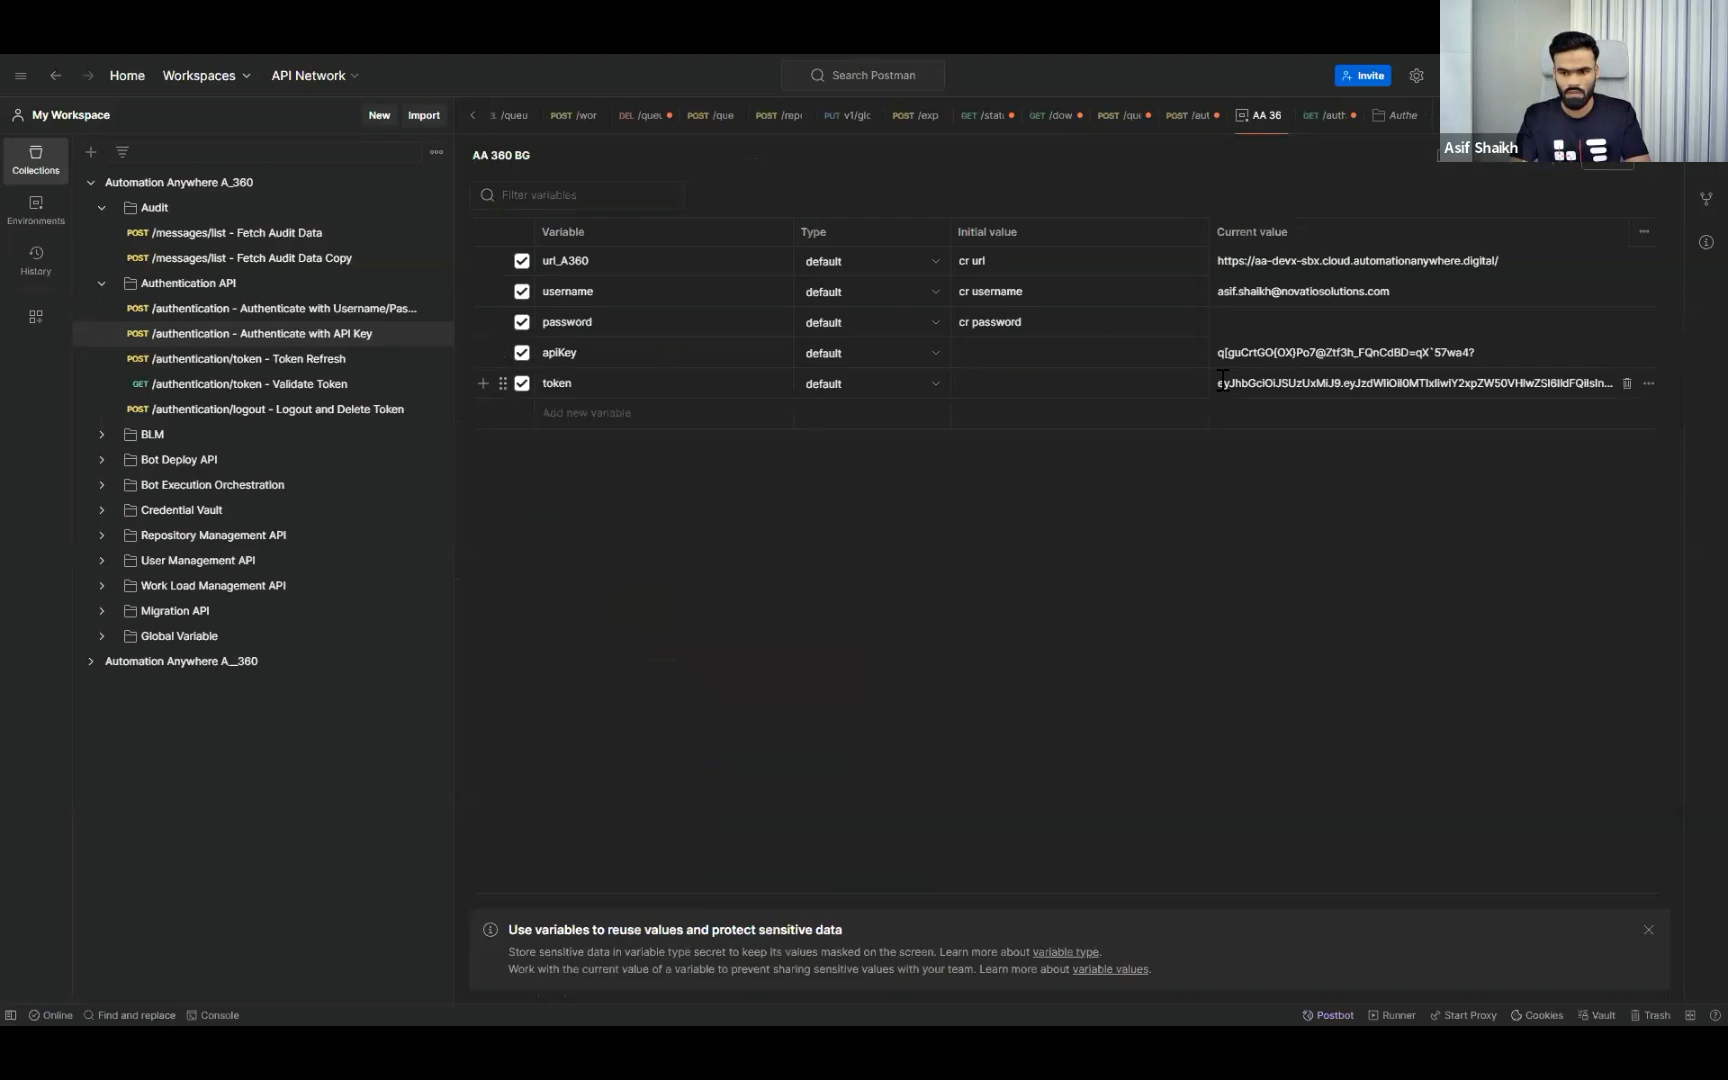 Home
Workspaces
API Network
Search Postman
Invite
My Workspace
New
Import
/queu
POST /wor
DEL /queu
POST /que
POST /repo
PUT v1/glc
POST /exp
GET /stat
GET /dow
POST /que
POST /aut
AA 36
GET /auth
Authe
Asif Shaikh
Collections
Environments
History
AA 360 BG
Filter variables
Automation Anywhere A_360
Audit
POST /messages/list - Fetch Audit Data
POST /messages/list - Fetch Audit Data Copy
Authentication API
POST /authentication - Authenticate with Username/Pas...
POST /authentication - Authenticate with API Key
POST /authentication/token - Token Refresh
GET /authentication/token - Validate Token
POST /authentication/logout - Logout and Delete Token
BLM
Bot Deploy API
Bot Execution Orchestration
Credential Vault
Repository Management API
User Management API
Work Load Management API
Migration API
Global Variable
Automation Anywhere A__360
Variable Type Initial value Current value
url_A360 default cr url https://aa-devx-sbx.cloud.automationanywhere.digital/
username default cr username asif.shaikh@novatiosolutions.com
password default cr password
apiKey default
token default
Add new variable
Use variables to reuse values and protect sensitive data
Store sensitive data in variable type secret to keep its values masked on the screen. Learn more about variable type.
Work with the current value of a variable to prevent sharing sensitive values with your team. Learn more about variable values.
Online
Find and replace
Console
Postbot
Runner
Start Proxy
Cookies
Vault
Trash